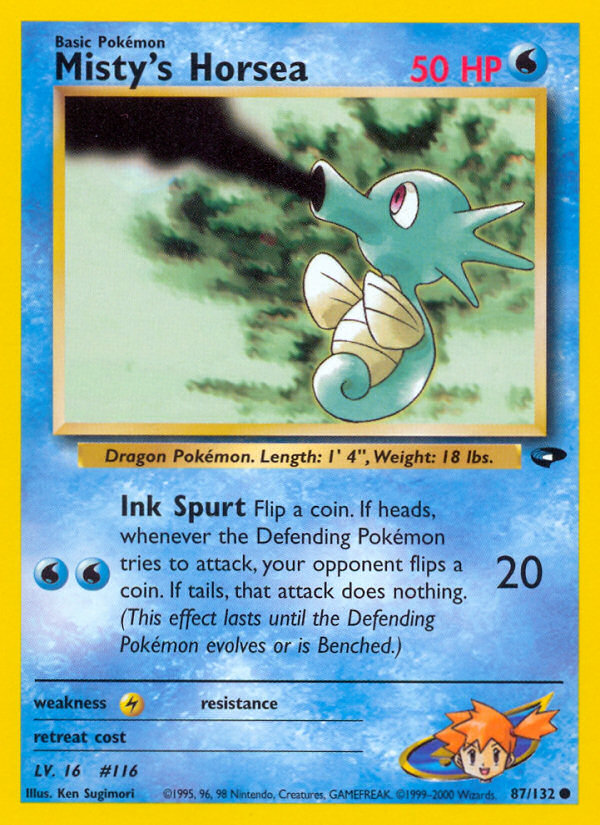 Basic Pokémon
Misty's Horsea
50 HP
Dragon Pokémon. Length: 1' 4", Weight: 18 lbs.
Ink Spurt Flip a coin. If heads,
whenever the Defending Pokémon
tries to attack, your opponent flips a
coin. If tails, that attack does nothing.
(This effect lasts until the Defending
Pokémon evolves or is Benched.)
20
weakness
resistance
retreat cost
LV. 16 #116
Illus. Ken Sugimori
©1995, 96, 98 Nintendo, Creatures, GAMEFREAK. ©1999-2000 Wizards.
87/132